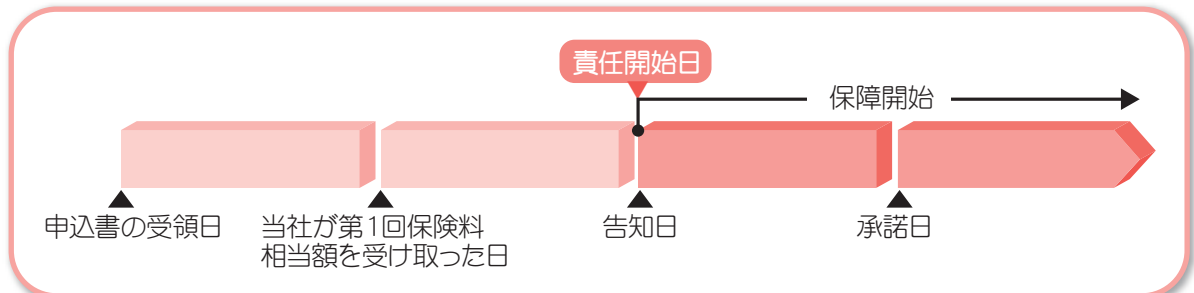 責任開始日
保障開始
申込書の受領日
当社が第1回保険料
相当額を受け取った日
告知日
承諾日